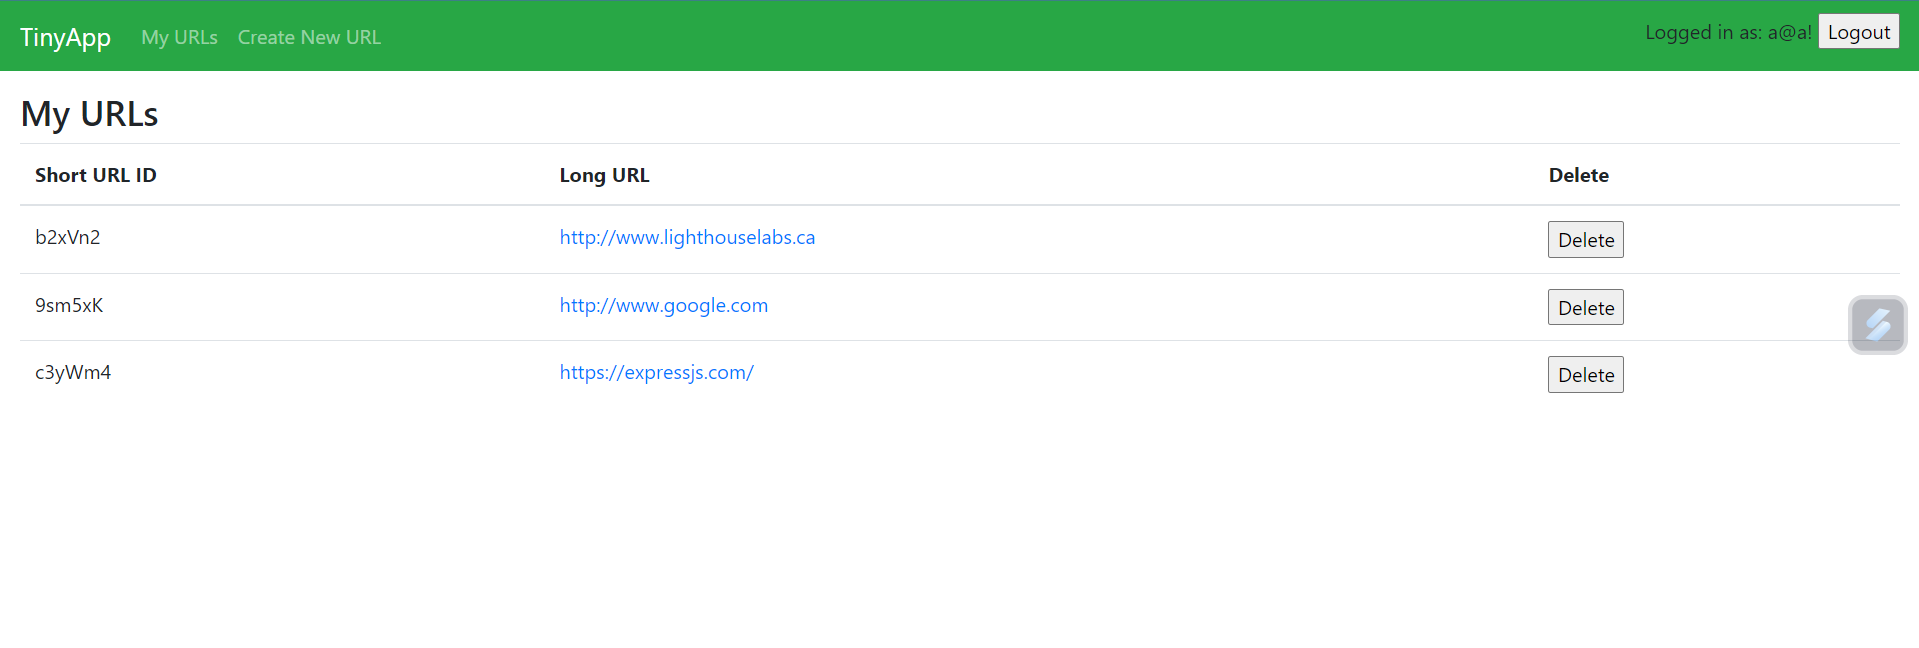 TinyApp My URLs Create New URL Logged in as: a@a! Logout
My URLs
Short URL ID Long URL Delete
b2xVn2 http://www.lighthouselabs.ca Delete
9sm5xK http://www.google.com Delete
c3yWm4 https://expressjs.com/ Delete